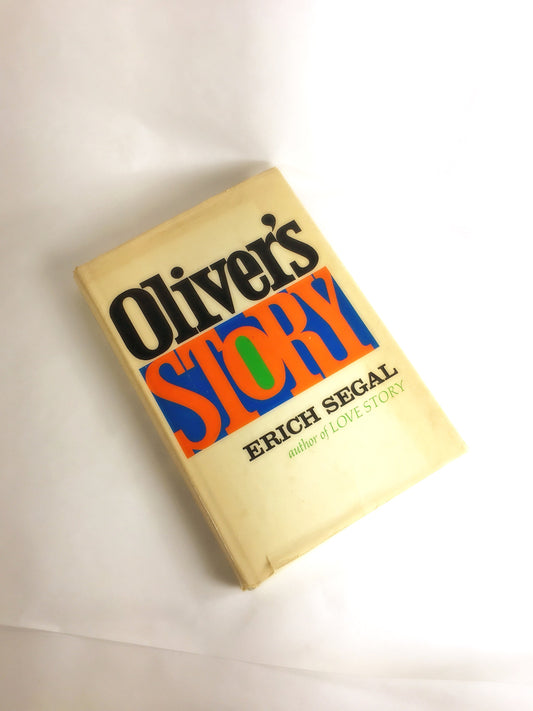 Oliver's
STORY
ERICH SEGAL
author of LOVE STORY